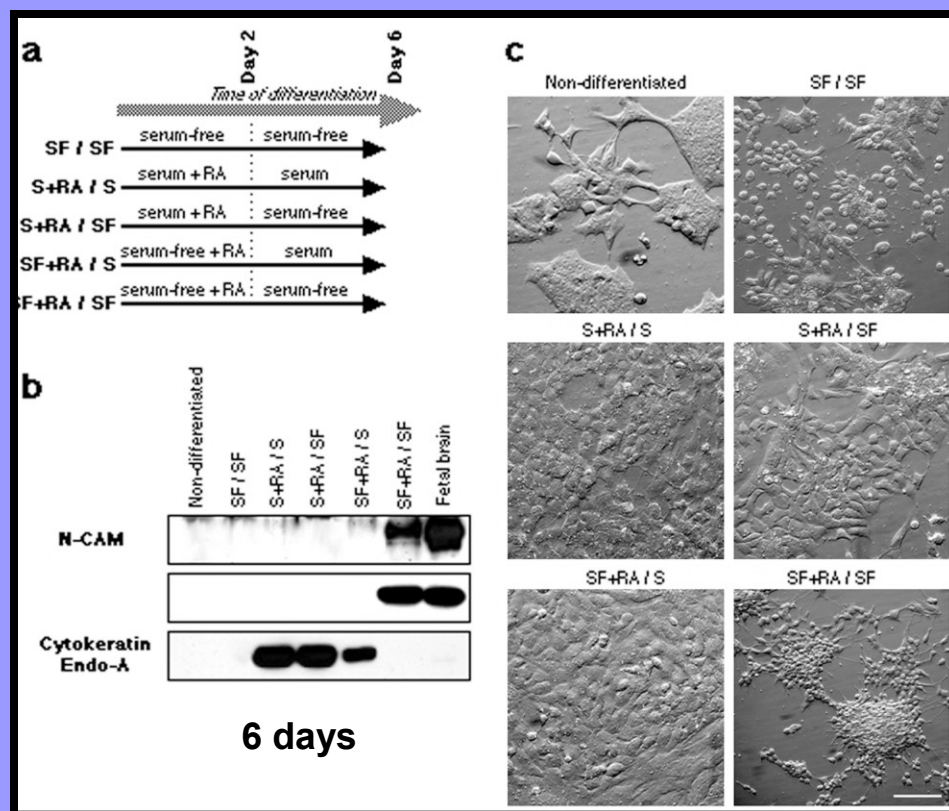 a
Day 2
Day 6
Time of differentiation
SF / SF
serum-free
serum-free
S+RA / S
serum +RA
serum
S+RA / SF
serum +RA
serum-free
SF+RA / S
serum-free +RA
serum
SF+RA / SF
serum-free +RA
serum-free
b
Non-differentiated
SF / SF
S+RA / S
S+RA / SF
SF+RA / S
SF+RA / SF
Fetal brain
N-CAM
Cytokeratin
Endo-A
6 days
c
Non-differentiated
SF / SF
S+RA / S
S+RA / SF
SF+RA / S
SF+RA / SF